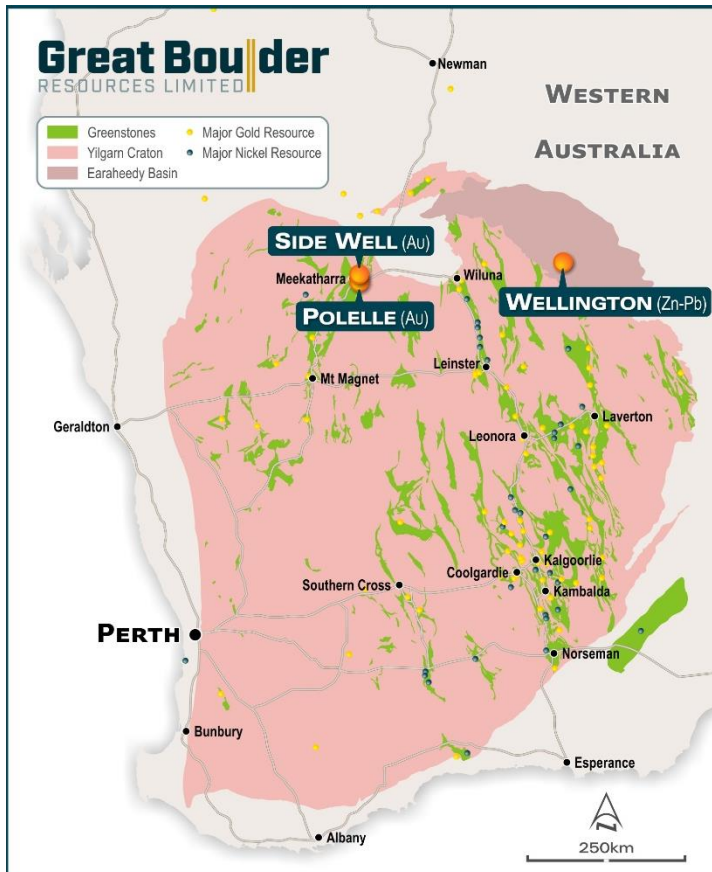 Great Boulder
RESOURCES LIMITED
Greenstones
Major Gold Resource
Yilgarn Craton
Major Nickel Resource
Earaheedy Basin
WESTERN
AUSTRALIA
Newman
SIDE WELL (Au)
Meekatharra
Wiluna
POLELLE (Au)
WELLINGTON (Zn-Pb)
Leinster
Mt Magnet
Geraldton
Laverton
Leonora
Kalgoorlie
Coolgardie
Southern Cross
Kambalda
PERTH
Norseman
Bunbury
Esperance
Albany
N
250km